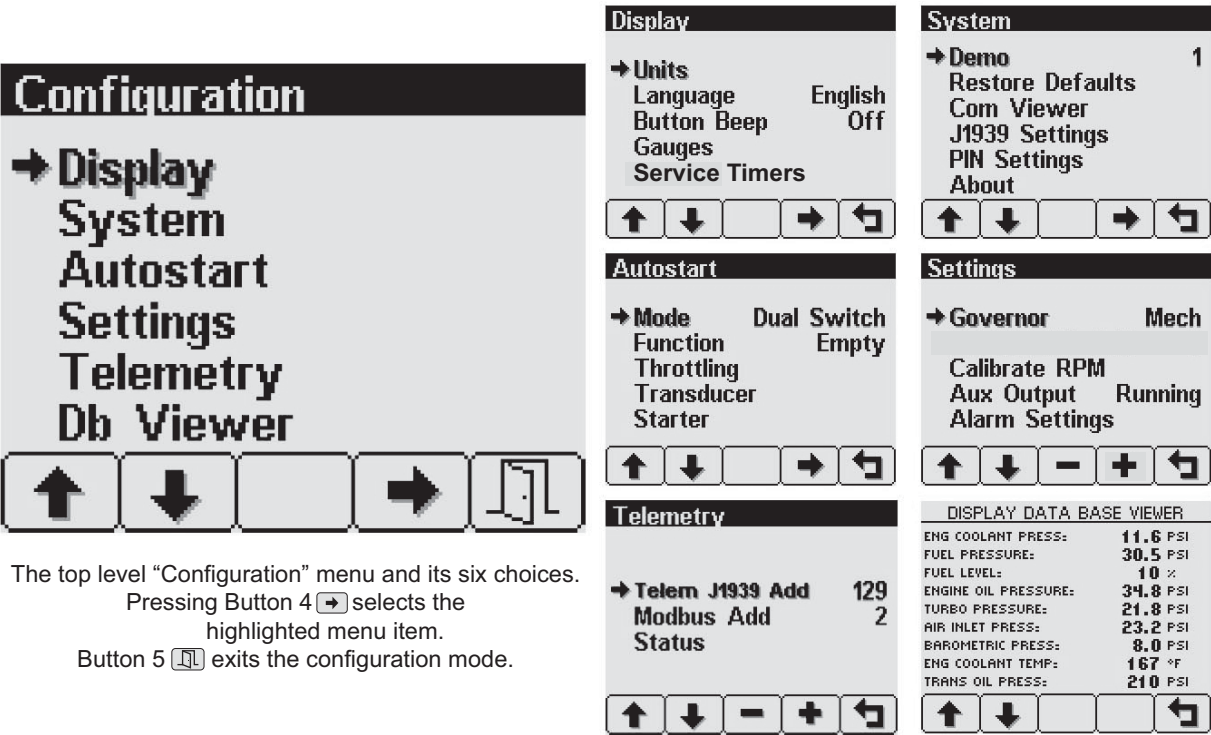 Configuration
Display
System
Autostart
Settings
Telemetry
Db Viewer
The top level “Configuration” menu and its six choices.
Pressing Button 4 selects the
highlighted menu item.
Button 5 exits the configuration mode.
Display
Units
Language English
Button Beep Off
Gauges
Service Timers
System
Demo 1
Restore Defaults
Com Viewer
J1939 Settings
PIN Settings
About
Autostart
Mode Dual Switch
Function Empty
Throttling
Transducer
Starter
Settings
Governor Mech
Calibrate RPM
Aux Output Running
Alarm Settings
Telemetry
Telem J1939 Add 129
Modbus Add 2
Status
DISPLAY DATA BASE VIEWER
ENG COOLANT PRESS: 11.6 PSI
FUEL PRESSURE: 30.5 PSI
FUEL LEVEL: 10 %
ENGINE OIL PRESSURE: 34.8 PSI
TURBO PRESSURE: 21.8 PSI
AIR INLET PRESS: 23.2 PSI
BAROMETRIC PRESS: 8.0 PSI
ENG COOLANT TEMP: 167 °F
TRANS OIL PRESS: 210 PSI